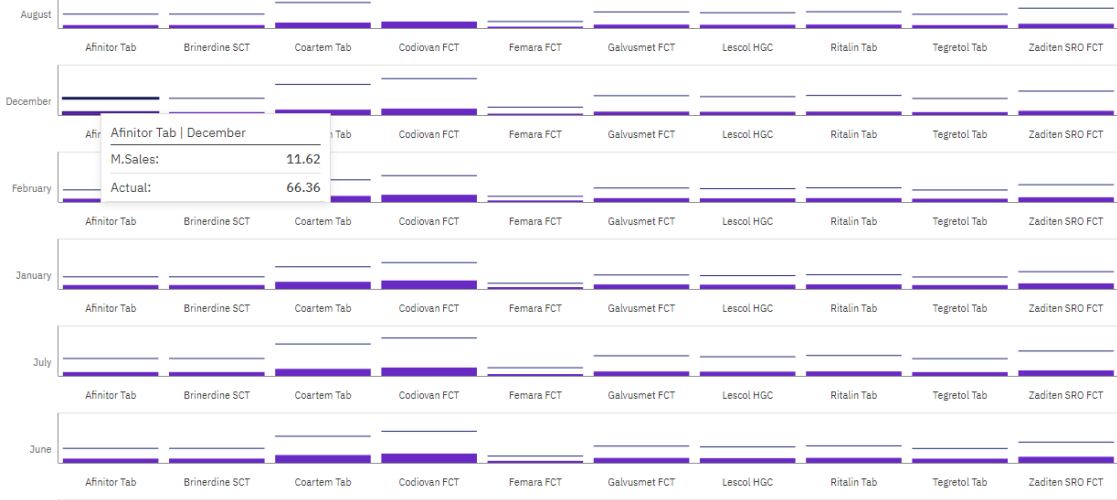 August
Afinitor Tab Brinerdine SCT Coartem Tab Codiovan FCT Femara FCT Galvusmet FCT Lescol HGC Ritalin Tab Tegretol Tab Zaditen SRO FCT
December
Afi n Tab Codiovan FCT Femara FCT Galvusmet FCT Lescol HGC Ritalin Tab Tegretol Tab Zaditen SRO FCT
Afinitor Tab | December
M.Sales: 11.62
Actual: 66.36
February
Afinitor Tab Brinerdine SCT Coartem Tab Codiovan FCT Femara FCT Galvusmet FCT Lescol HGC Ritalin Tab Tegretol Tab Zaditen SRO FCT
January
Afinitor Tab Brinerdine SCT Coartem Tab Codiovan FCT Femara FCT Galvusmet FCT Lescol HGC Ritalin Tab Tegretol Tab Zaditen SRO FCT
July
Afinitor Tab Brinerdine SCT Coartem Tab Codiovan FCT Femara FCT Galvusmet FCT Lescol HGC Ritalin Tab Tegretol Tab Zaditen SRO FCT
June
Afinitor Tab Brinerdine SCT Coartem Tab Codiovan FCT Femara FCT Galvusmet FCT Lescol HGC Ritalin Tab Tegretol Tab Zaditen SRO FCT